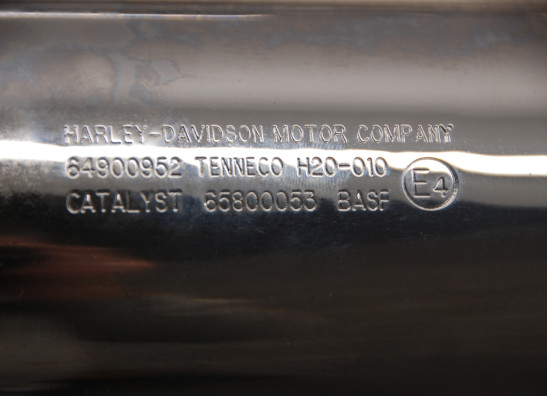 HARLEY-DAVIDSON MOTOR COMPANY
64900952 TENNECO H20-010 E4
CATALYST 65800053 BASF